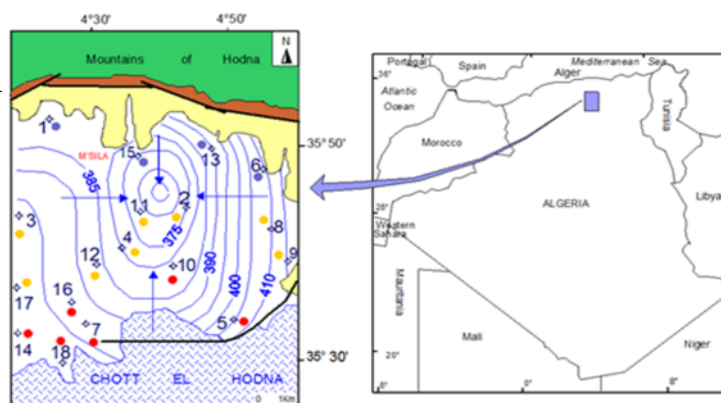 4°30' 4°50'
Mountains of Hodna
N
35°50'
35°30'
M'SILA
1
15
13
6
3
11
2
4
12
8
9
10
17
16
5
7
14
18
385
375
390
400
410
CHOTT EL HODNA
0 1Km
Portugal
Spain
Alger
Mediterranean Sea
Atlantic
Ocean
Morocco
Tunisia
Libya
ALGERIA
Western
Sahara
Mauritania
Mali
Niger
36°
28°
20°
8°
0°
8°